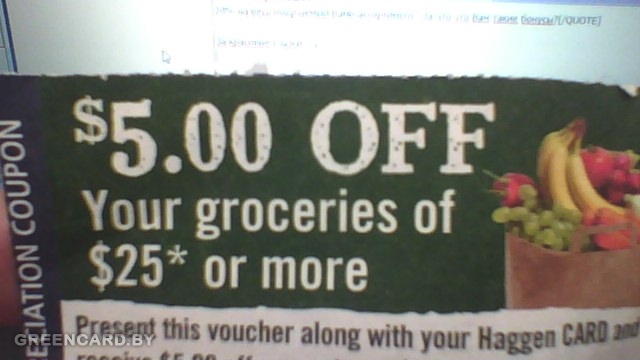 [/QUOTE]
$5.00 OFF
Your groceries of
$25* or more
Present this voucher along with your Haggen CARD and
COUPON
GREENCARD.BY